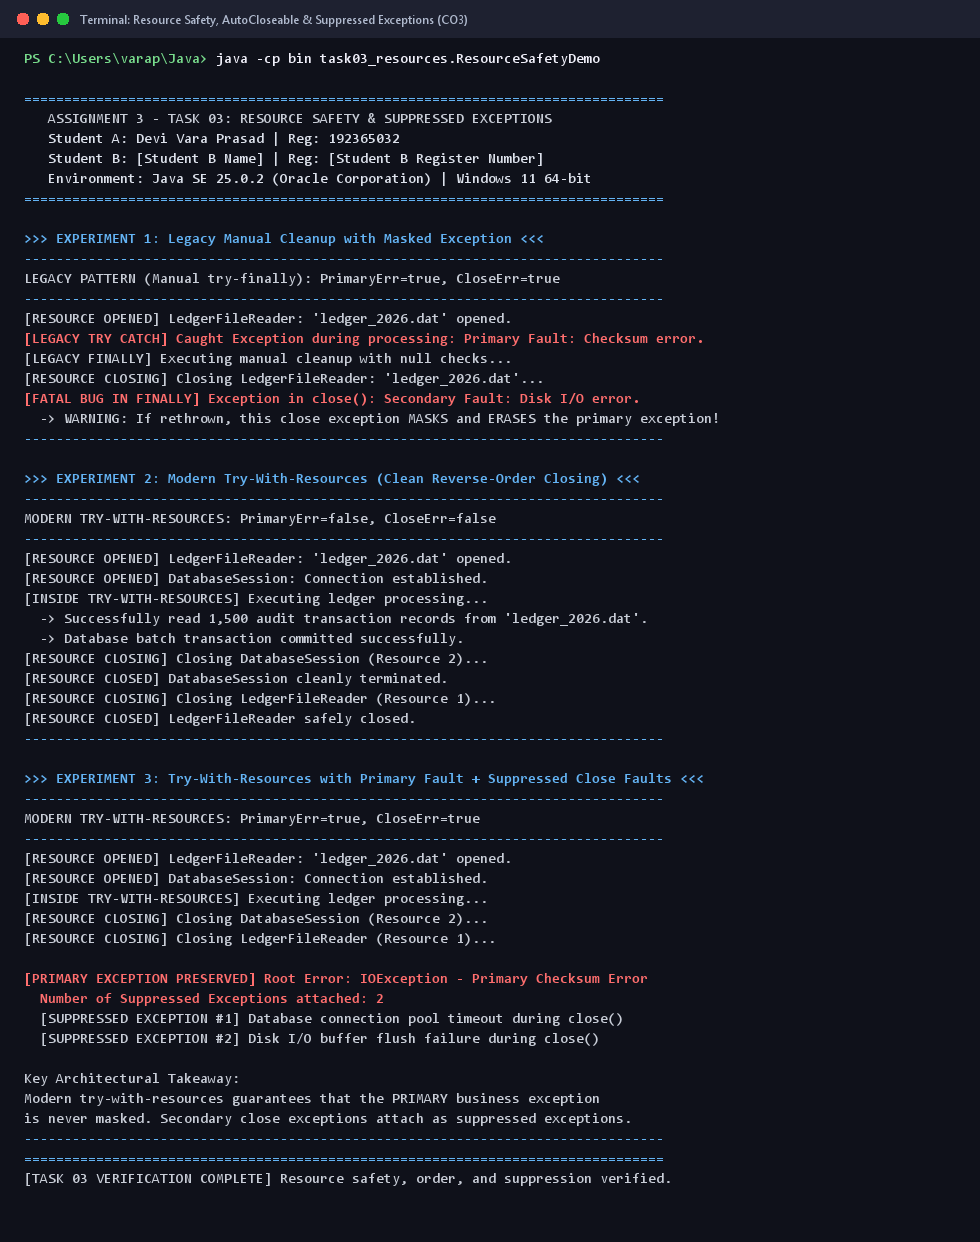 Terminal: Resource Safety, AutoCloseable & Suppressed Exceptions (CO3)
PS C:\Users\varap\Java> java -cp bin task03_resources.ResourceSafetyDemo
================================================================================
ASSIGNMENT 3 - TASK 03: RESOURCE SAFETY & SUPPRESSED EXCEPTIONS
Student A: Devi Vara Prasad | Reg: 192365032
Student B: [Student B Name] | Reg: [Student B Register Number]
Environment: Java SE 25.0.2 (Oracle Corporation) | Windows 11 64-bit
================================================================================
>>> EXPERIMENT 1: Legacy Manual Cleanup with Masked Exception <<<
--------------------------------------------------------------------------------
LEGACY PATTERN (Manual try-finally): PrimaryErr=true, CloseErr=true
--------------------------------------------------------------------------------
[RESOURCE OPENED] LedgerFileReader: 'ledger_2026.dat' opened.
[LEGACY TRY CATCH] Caught Exception during processing: Primary Fault: Checksum error.
[LEGACY FINALLY] Executing manual cleanup with null checks...
[RESOURCE CLOSING] Closing LedgerFileReader: 'ledger_2026.dat'...
[FATAL BUG IN FINALLY] Exception in close(): Secondary Fault: Disk I/O error.
-> WARNING: If rethrown, this close exception MASKS and ERASES the primary exception!
--------------------------------------------------------------------------------
>>> EXPERIMENT 2: Modern Try-With-Resources (Clean Reverse-Order Closing) <<<
--------------------------------------------------------------------------------
MODERN TRY-WITH-RESOURCES: PrimaryErr=false, CloseErr=false
--------------------------------------------------------------------------------
[RESOURCE OPENED] LedgerFileReader: 'ledger_2026.dat' opened.
[RESOURCE OPENED] DatabaseSession: Connection established.
[INSIDE TRY-WITH-RESOURCES] Executing ledger processing...
-> Successfully read 1,500 audit transaction records from 'ledger_2026.dat'.
-> Database batch transaction committed successfully.
[RESOURCE CLOSING] Closing DatabaseSession (Resource 2)...
[RESOURCE CLOSED] DatabaseSession cleanly terminated.
[RESOURCE CLOSING] Closing LedgerFileReader (Resource 1)...
[RESOURCE CLOSED] LedgerFileReader safely closed.
--------------------------------------------------------------------------------
>>> EXPERIMENT 3: Try-With-Resources with Primary Fault + Suppressed Close Faults <<<
--------------------------------------------------------------------------------
MODERN TRY-WITH-RESOURCES: PrimaryErr=true, CloseErr=true
--------------------------------------------------------------------------------
[RESOURCE OPENED] LedgerFileReader: 'ledger_2026.dat' opened.
[RESOURCE OPENED] DatabaseSession: Connection established.
[INSIDE TRY-WITH-RESOURCES] Executing ledger processing...
[RESOURCE CLOSING] Closing DatabaseSession (Resource 2)...
[RESOURCE CLOSING] Closing LedgerFileReader (Resource 1)...
[PRIMARY EXCEPTION PRESERVED] Root Error: IOException - Primary Checksum Error
Number of Suppressed Exceptions attached: 2
[SUPPRESSED EXCEPTION #1] Database connection pool timeout during close()
[SUPPRESSED EXCEPTION #2] Disk I/O buffer flush failure during close()
Key Architectural Takeaway:
Modern try-with-resources guarantees that the PRIMARY business exception
is never masked. Secondary close exceptions attach as suppressed exceptions.
--------------------------------------------------------------------------------
================================================================================
[TASK 03 VERIFICATION COMPLETE] Resource safety, order, and suppression verified.